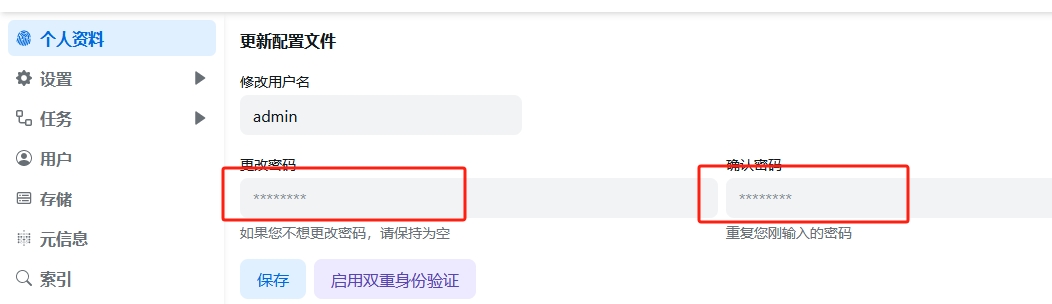 个人资料
设置
任务
用户
存储
元信息
索引
更新配置文件
修改用户名
admin
更改密码
确认密码
********
********
如果您不想更改密码，请保持为空
重复您刚输入的密码
保存
启用双重身份验证